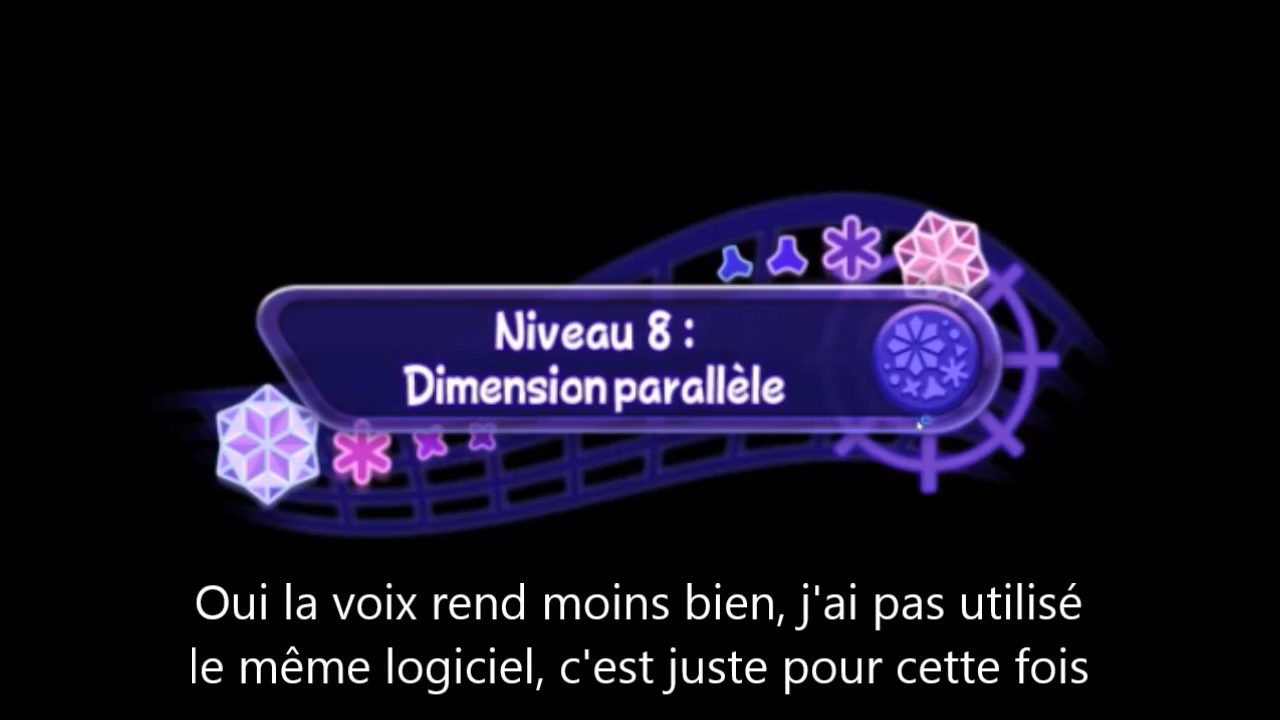 Niveau 8 :
Dimension parallèle
Oui la voix rend moins bien, j'ai pas utilisé
le même logiciel, c'est juste pour cette fois